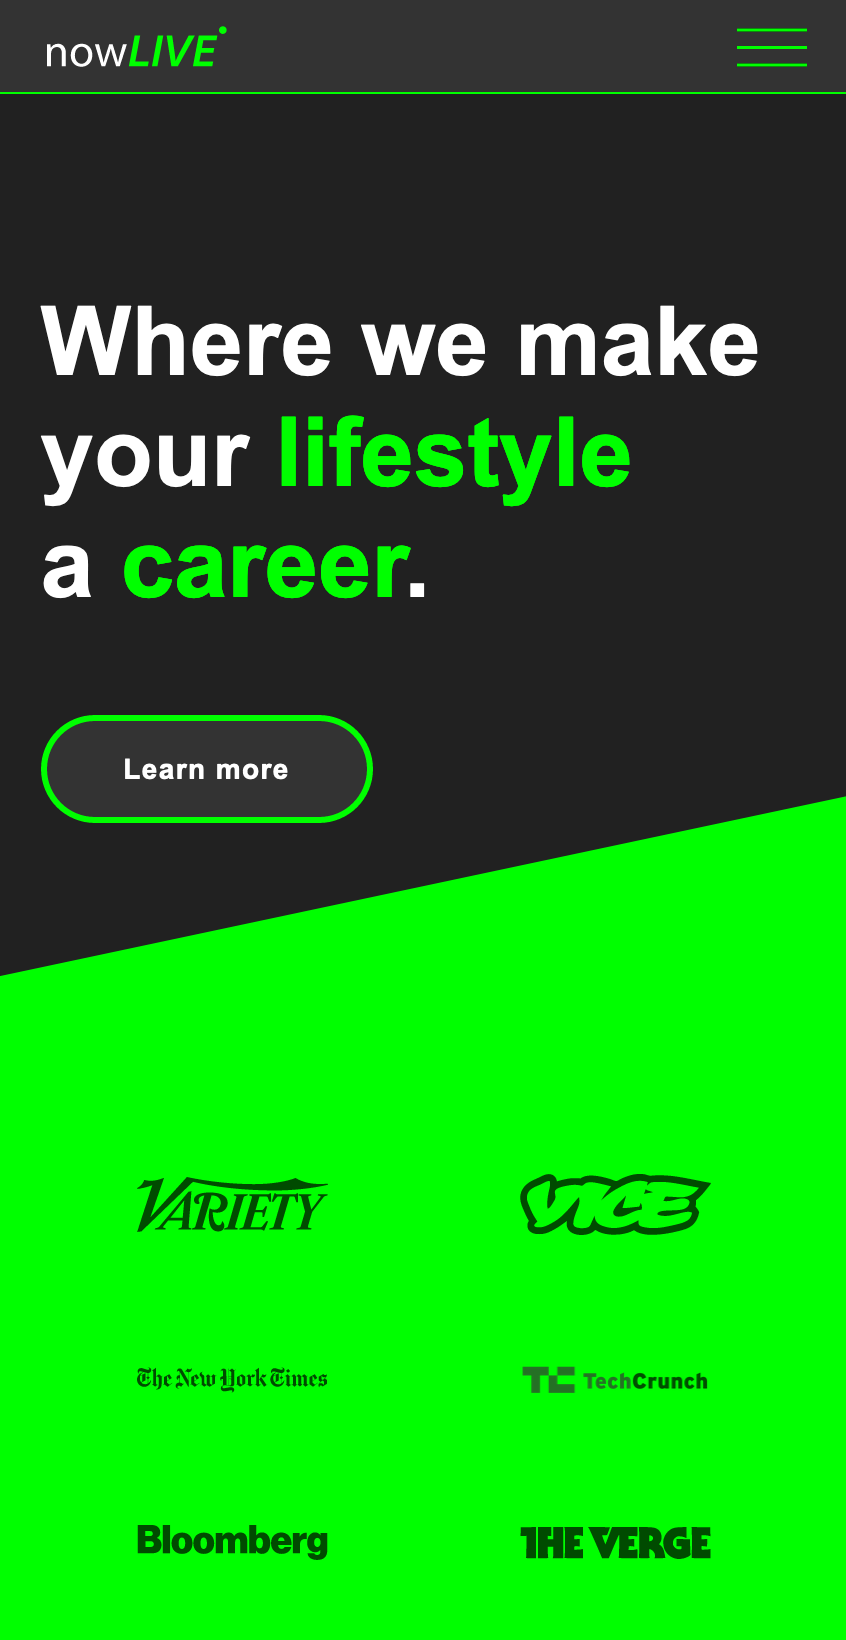 nowLIVE
Where we make
your lifestyle
a career.
Learn more
VARIETY
VICE
The New York Times
TC TechCrunch
Bloomberg
THE VERGE